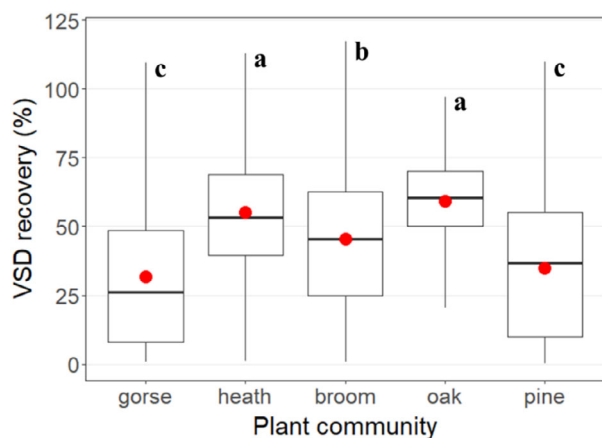 125
100
75
50
25
0
VSD recovery (%)
c
a
b
a
c
gorse heath broom oak pine
Plant community